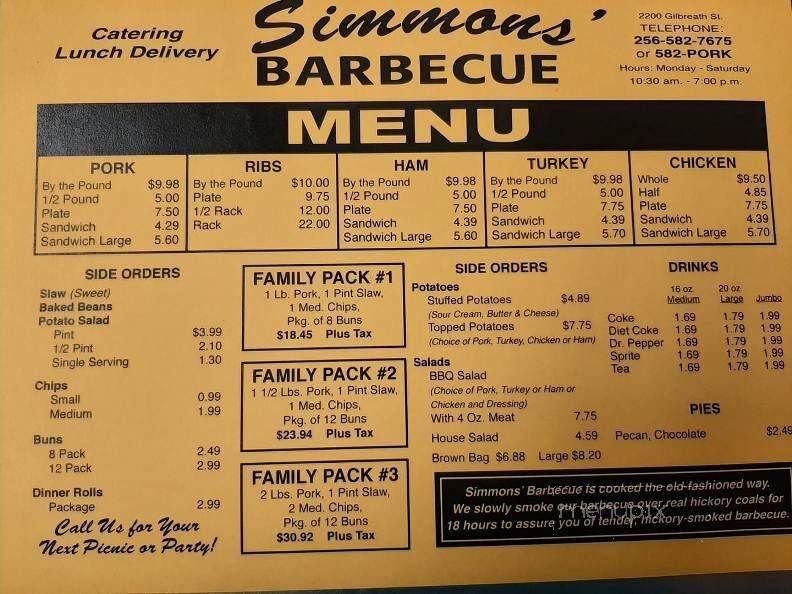 Catering
Lunch Delivery
Simmons'
BARBECUE
2200 Gilbreath St.
TELEPHONE:
256-582-7675
or 582-PORK
Hours: Monday - Saturday
10:30 am. - 7:00 p.m.
MENU
PORK
By the Pound $9.98
1/2 Pound 5.00
Plate 7.50
Sandwich 4.29
Sandwich Large 5.60
RIBS
By the Pound $10.00
Plate 9.75
1/2 Rack 12.00
Rack 22.00
HAM
By the Pound $9.98
1/2 Pound 5.00
Plate 7.50
Sandwich 4.39
Sandwich Large 5.60
TURKEY
By the Pound $9.98
1/2 Pound 5.00
Plate 7.75
Sandwich 4.39
Sandwich Large 5.70
CHICKEN
Whole $9.50
Half 4.85
Plate 7.75
Sandwich 4.39
Sandwich Large 5.70
SIDE ORDERS
Slaw (Sweet)
Baked Beans
Potato Salad
Pint $3.99
1/2 Pint 2.10
Single Serving 1.30
Chips
Small 0.99
Medium 1.99
Buns
8 Pack 2.49
12 Pack 2.99
Dinner Rolls
Package 2.99
Call Us for Your
Next Picnic or Party!
FAMILY PACK #1
1 Lb. Pork, 1 Pint Slaw,
1 Med. Chips,
Pkg. of 8 Buns
$18.45 Plus Tax
FAMILY PACK #2
1 1/2 Lbs. Pork, 1 Pint Slaw,
1 Med. Chips,
Pkg. of 12 Buns
$23.94 Plus Tax
FAMILY PACK #3
2 Lbs. Pork, 1 Pint Slaw,
2 Med. Chips,
Pkg. of 12 Buns
$30.92 Plus Tax
SIDE ORDERS
Potatoes
Stuffed Potatoes $4.89
(Sour Cream, Butter & Cheese)
Topped Potatoes $7.75
(Choice of Pork, Turkey, Chicken or Ham)
Salads
BBQ Salad
(Choice of Pork, Turkey or Ham or
Chicken and Dressing)
With 4 Oz. Meat 7.75
House Salad 4.59
Brown Bag $6.88 Large $8.20
DRINKS
16 oz. 20 oz.
Medium Large Jumbo
Coke 1.69 1.79 1.99
Diet Coke 1.69 1.79 1.99
Dr. Pepper 1.69 1.79 1.99
Sprite 1.69 1.79 1.99
Tea 1.69 1.79 1.99
PIES
Pecan, Chocolate $2.49
Simmons' Barbecue is cooked the old-fashioned way.
We slowly smoke our barbecue over real hickory coals for
18 hours to assure you of tender, hickory-smoked barbecue.
menupix